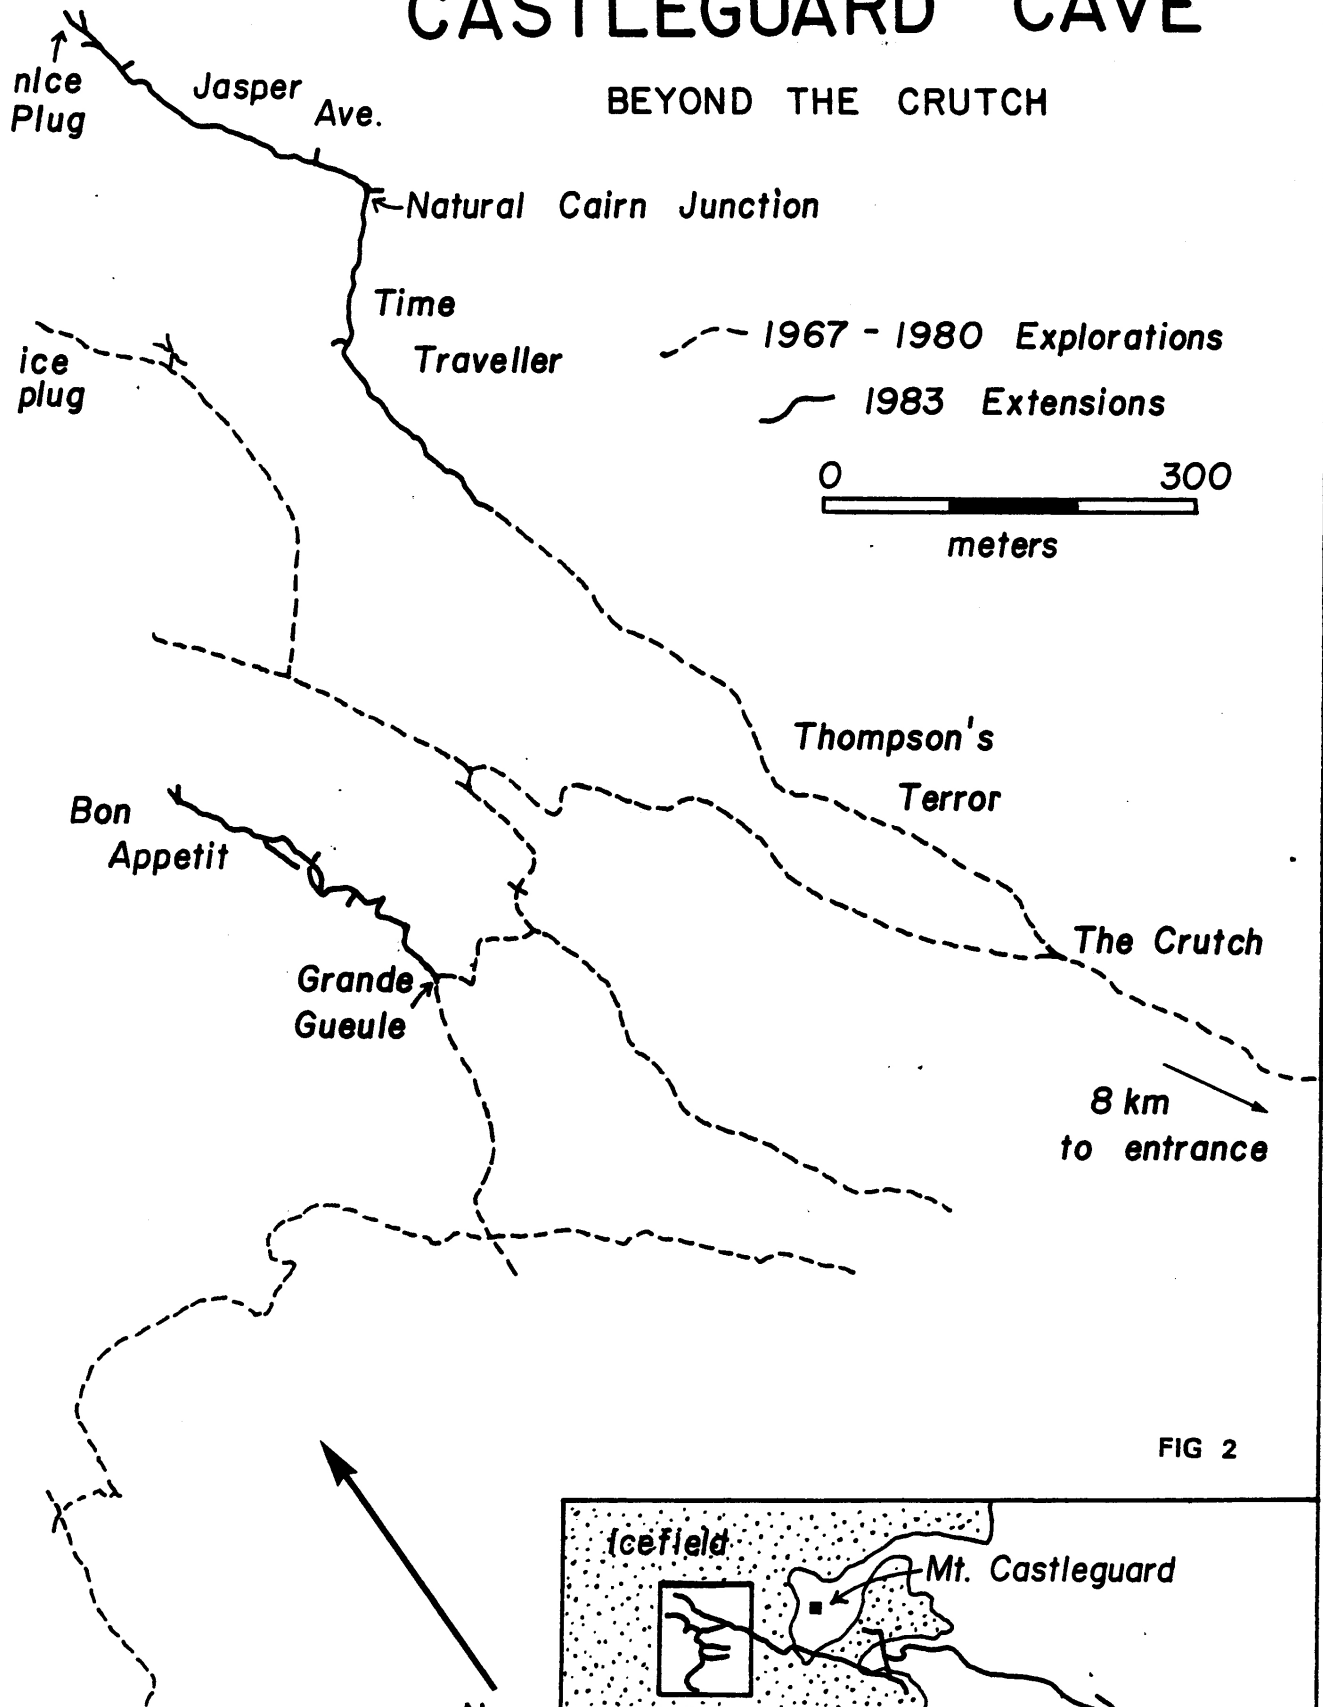 CASTLEGUARD CAVE
BEYOND THE CRUTCH
nIce
Plug
Jasper
Ave.
Natural Cairn Junction
Time
Traveller
ice
plug
1967 - 1980 Explorations
1983 Extensions
0 300
meters
Thompson's
Terror
Bon
Appetit
The Crutch
Grande
Gueule
8 km
to entrance
FIG 2
Icefield
Mt. Castleguard